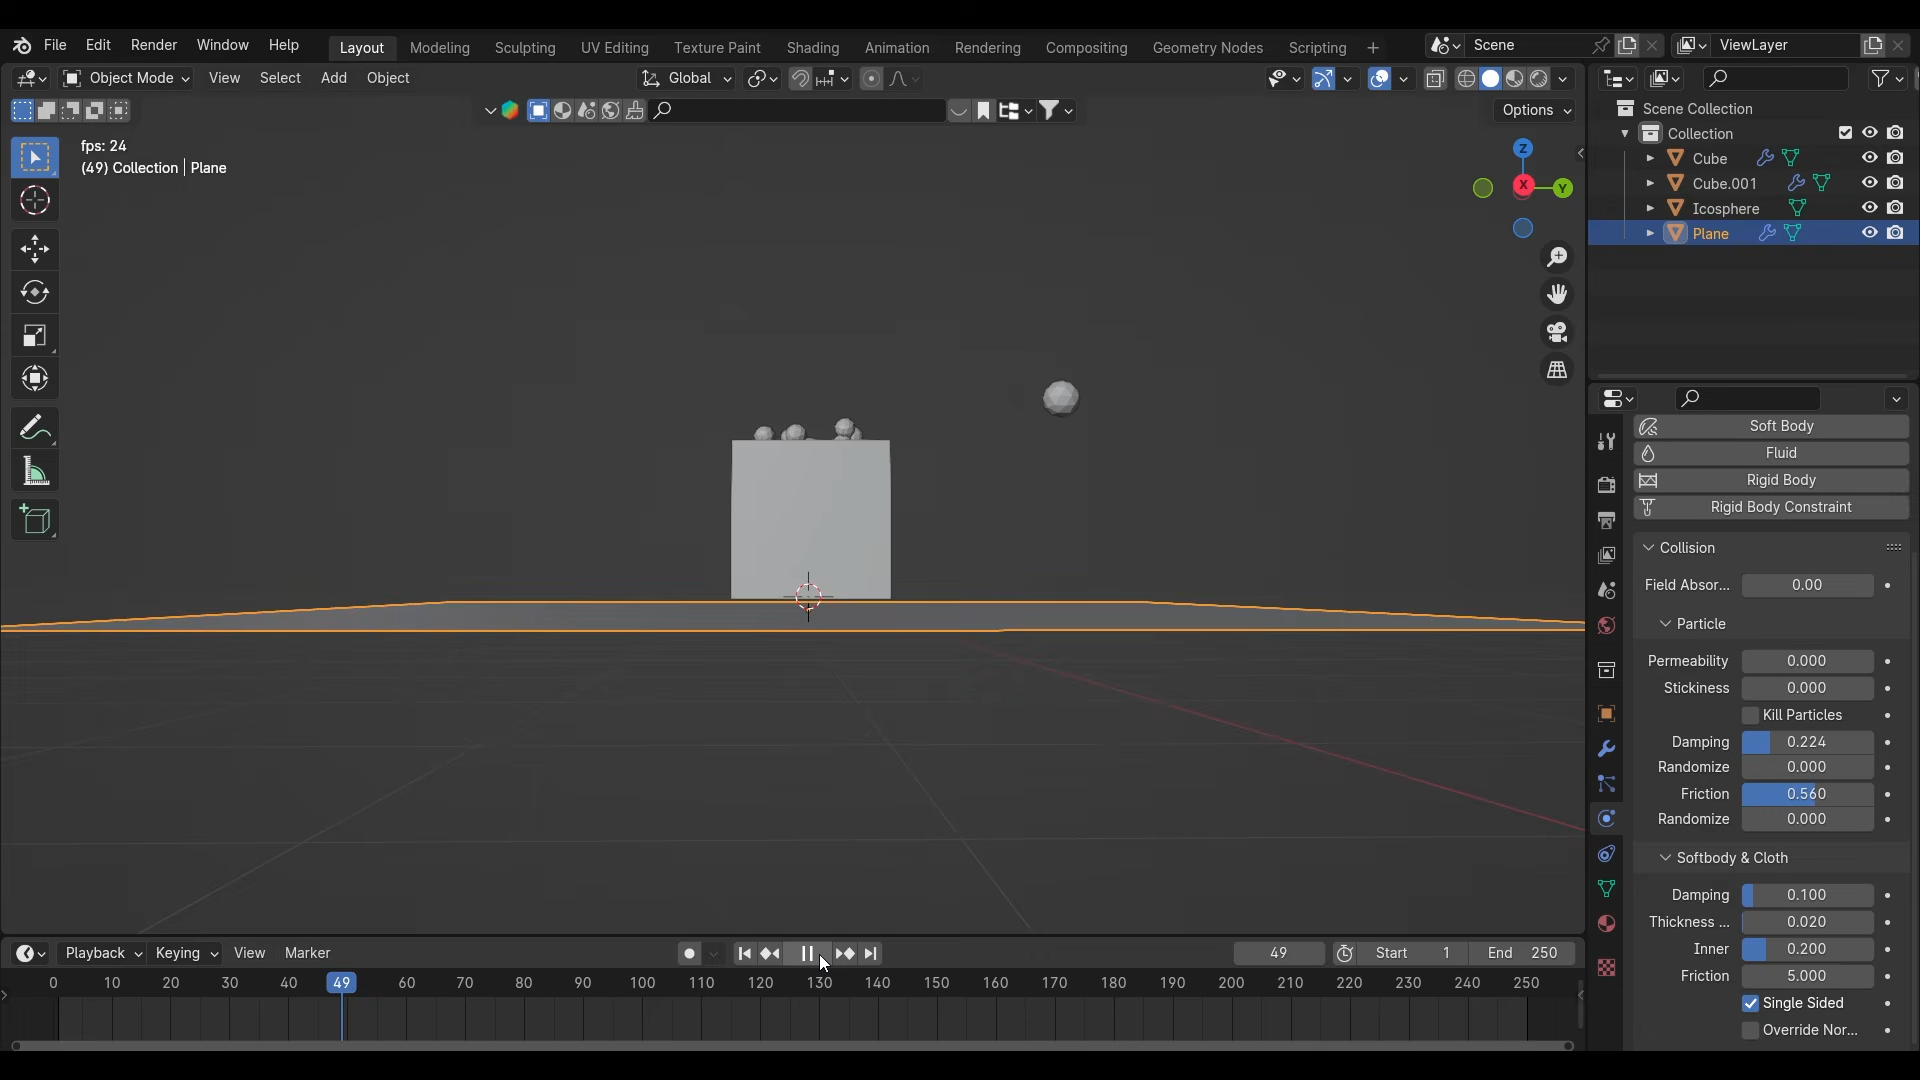 File Edit Render Window Help Layout Modeling Sculpting UV Editing Texture Paint Shading Animation Rendering Compositing Geometry Nodes Scripting + Scene ViewLayer
Object Mode View Select Add Object Global
Options
fps: 24
(49) Collection | Plane
Z
X
Y
Scene Collection
Collection
Cube
Cube.001
Icosphere
Plane
Soft Body
Fluid
Rigid Body
Rigid Body Constraint
Collision
Field Absor... 0.00
Particle
Permeability 0.000
Stickiness 0.000
Kill Particles
Damping 0.224
Randomize 0.000
Friction 0.560
Randomize 0.000
Softbody & Cloth
Damping 0.100
Thickness ... 0.020
Inner 0.200
Friction 5.000
Single Sided
Override Nor...
Playback Keying View Marker 49 Start 1 End 250
0 10 20 30 40 49 60 70 80 90 100 110 120 130 140 150 160 170 180 190 200 210 220 230 240 250